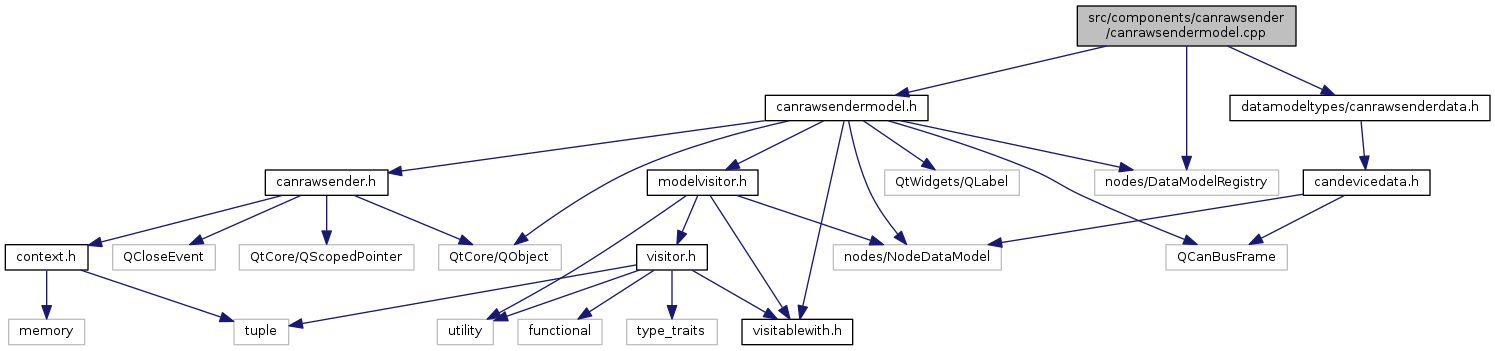 src/components/canrawsender
/canrawsendermodel.cpp
canrawsendermodel.h
datamodeltypes/canrawsenderdata.h
canrawsender.h
modelvisitor.h
QtWidgets/QLabel
nodes/DataModelRegistry
candevicedata.h
context.h
QCloseEvent
QtCore/QScopedPointer
QtCore/QObject
visitor.h
nodes/NodeDataModel
QCanBusFrame
memory
tuple
utility
functional
type_traits
visitablewith.h